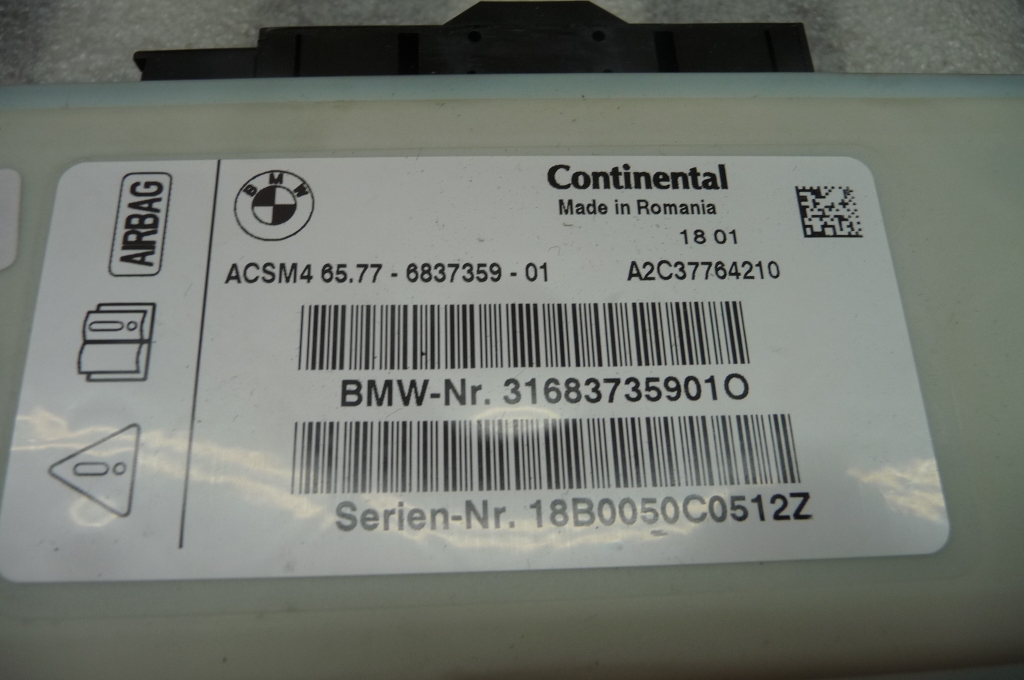 AIRBAG
BMW
Continental
Made in Romania
18 01
ACSM4 65.77 - 6837359 - 01 A2C37764210
BMW-Nr. 31683735901O
Serien-Nr. 18B0050C0512Z